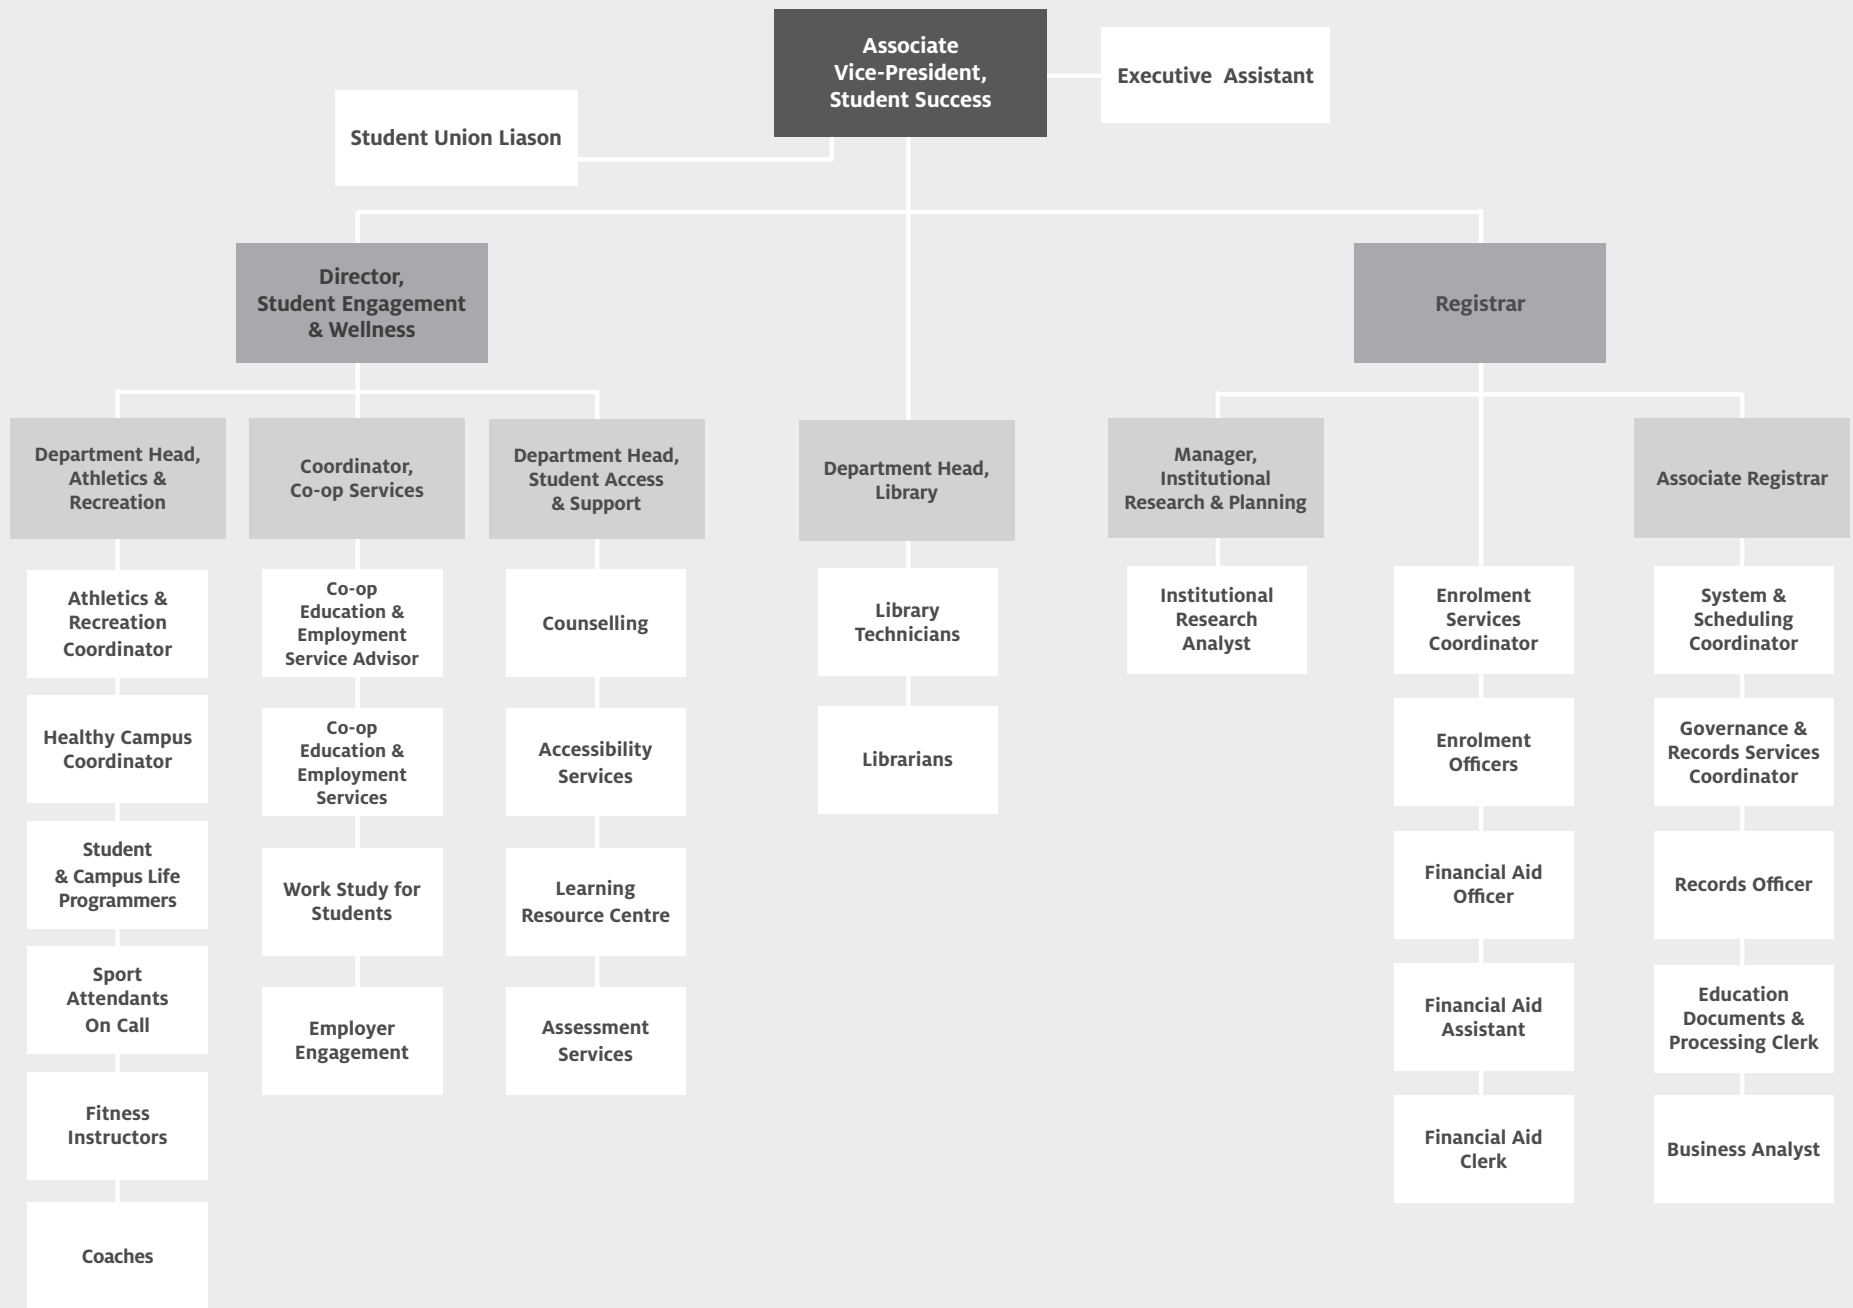 Associate
Vice-President,
Student Success
Executive Assistant
Student Union Liason
Director,
Student Engagement
& Wellness
Registrar
Department Head,
Athletics &
Recreation
Coordinator,
Co-op Services
Department Head,
Student Access
& Support
Department Head,
Library
Manager,
Institutional
Research & Planning
Associate Registrar
Athletics &
Recreation
Coordinator
Healthy Campus
Coordinator
Student
& Campus Life
Programmers
Sport
Attendants
On Call
Fitness
Instructors
Coaches
Co-op
Education &
Employment
Service Advisor
Co-op
Education &
Employment
Services
Work Study for
Students
Employer
Engagement
Counselling
Accessibility
Services
Learning
Resource Centre
Assessment
Services
Library
Technicians
Librarians
Institutional
Research
Analyst
Enrolment
Services
Coordinator
Enrolment
Officers
Financial Aid
Officer
Financial Aid
Assistant
Financial Aid
Clerk
System &
Scheduling
Coordinator
Governance &
Records Services
Coordinator
Records Officer
Education
Documents &
Processing Clerk
Business Analyst